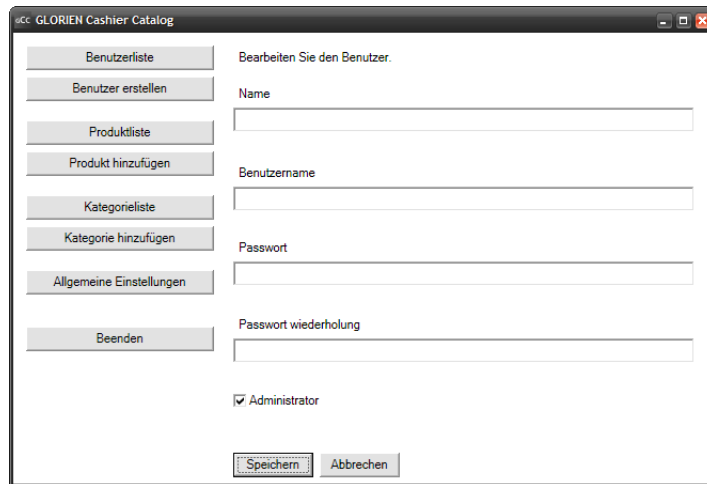 gCc GLORIEN Cashier Catalog
Benutzerliste
Benutzer erstellen
Produktliste
Produkt hinzufügen
Kategorieliste
Kategorie hinzufügen
Allgemeine Einstellungen
Beenden
Bearbeiten Sie den Benutzer.
Name
Benutzername
Passwort
Passwort wiederholung
Administrator
Speichern Abbrechen